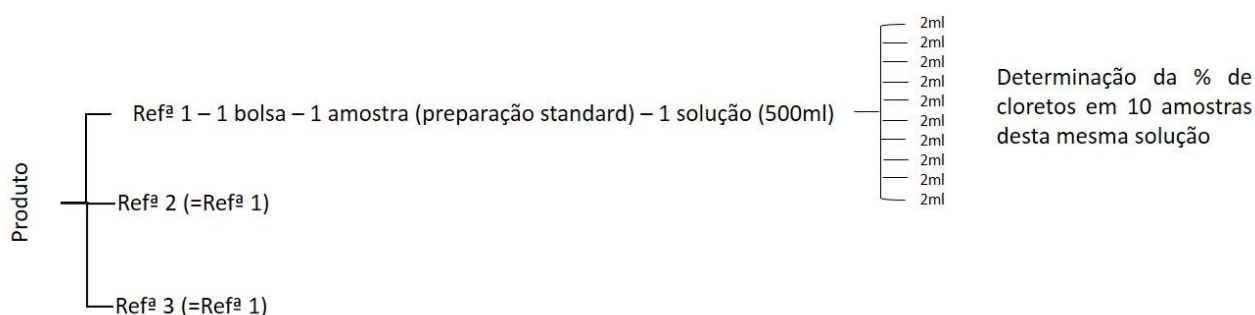 2ml
2ml
2ml
2ml
2ml
2ml
2ml
2ml
2ml
2ml
Determinação da % de
cloretos em 10 amostras
desta mesma solução
Refª 1 – 1 bolsa – 1 amostra (preparação standard) – 1 solução (500ml)
Produto
Refª 2 (=Refª 1)
Refª 3 (=Refª 1)